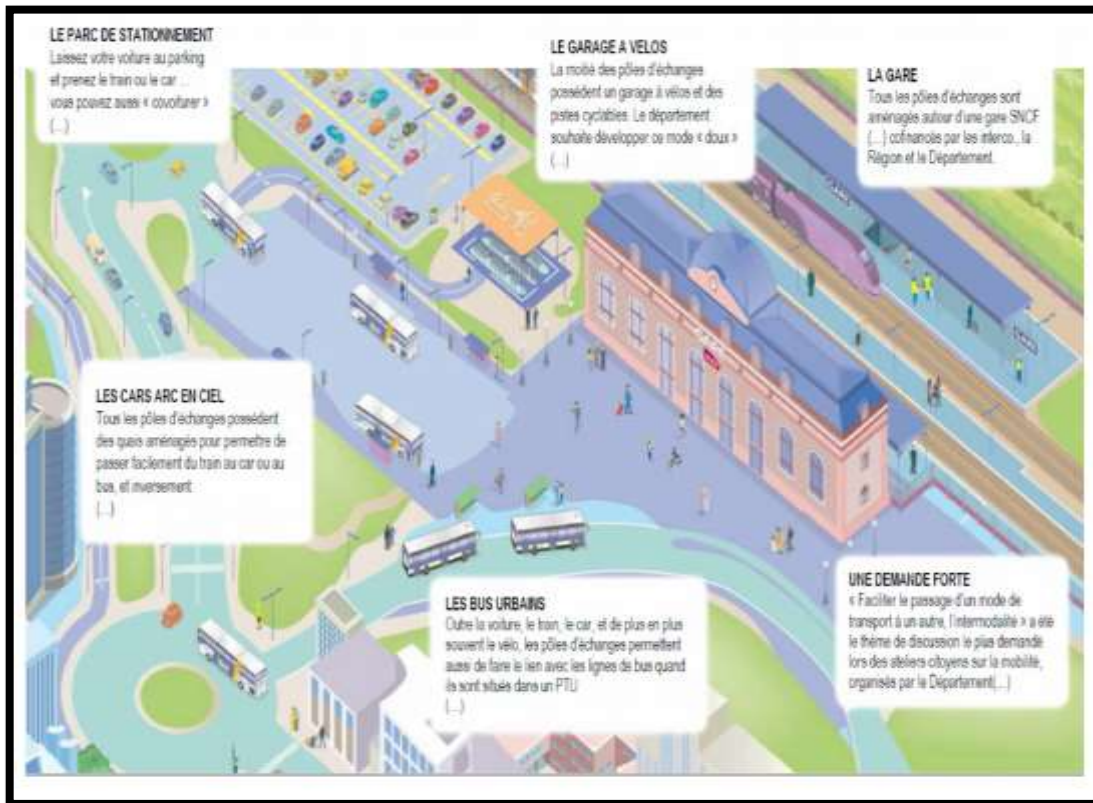 LE PARC DE STATIONNEMENT
Laissez votre voiture au parking
et prenez le train ou le car ...
vous pouvez aussi « covoiturer »
(...)
LE GARAGE A VELOS
La moitié des pôles d'échanges
possèdent un garage à vélos et des
pistes cyclables. Le département
souhaite développer ce mode « doux »
(...)
LA GARE
Tous les pôles d'échanges sont
aménagés autour d'une gare SNCF
(...) cofinancés par les interco., la
Région et le Département.
LES CARS ARC EN CIEL
Tous les pôles d'échanges possèdent
des quais aménagés pour permettre de
passer facilement du train au car ou au
bus, et inversement
(...)
LES BUS URBAINS
Outre la voiture, le train, le car, et de plus en plus
souvent le vélo, les pôles d'échanges permettent
aussi de faire le lien avec les lignes de bus quand
ils sont situés dans un PTU
(...)
UNE DEMANDE FORTE
« Faciliter le passage d'un mode de
transport à un autre, l'intermodalité » a été
le thème de discussion le plus demandé
lors des ateliers citoyens sur la mobilité,
organisés par le Département(...)